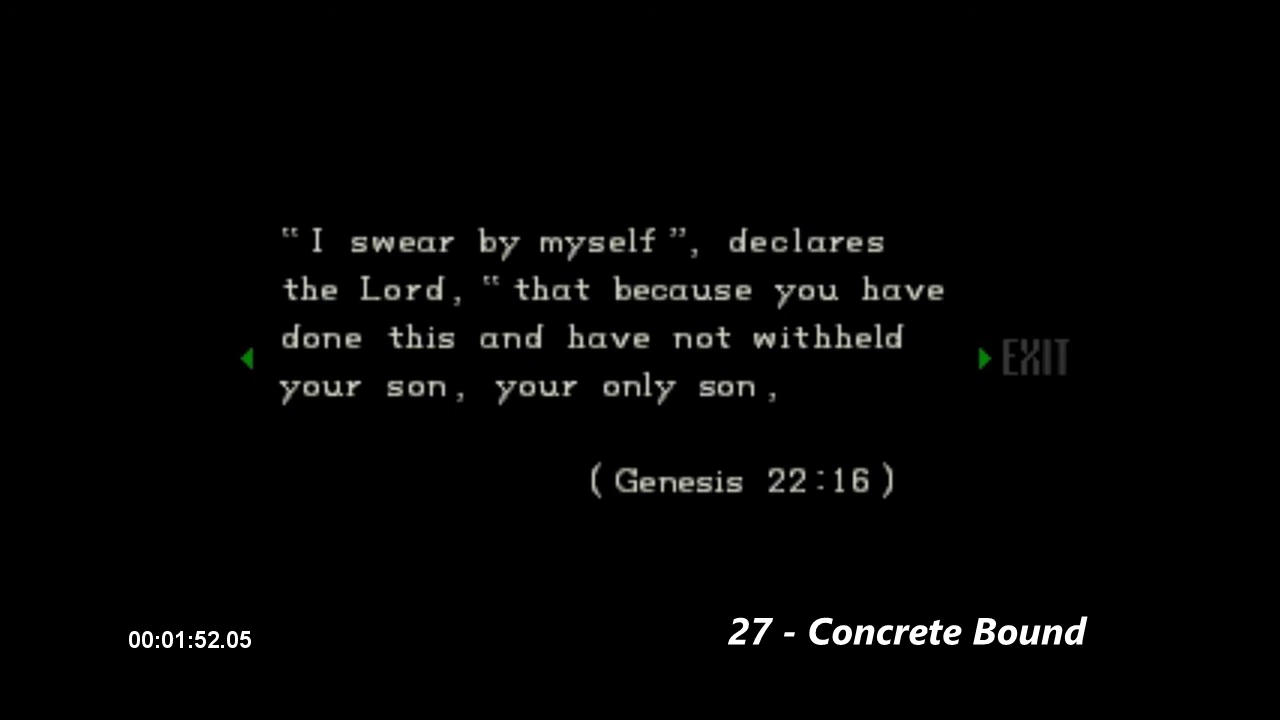 “I swear by myself”, declares
the Lord, “that because you have
done this and have not withheld
your son, your only son,
EXIT
(Genesis 22:16)
00:01:52.05
27 - Concrete Bound